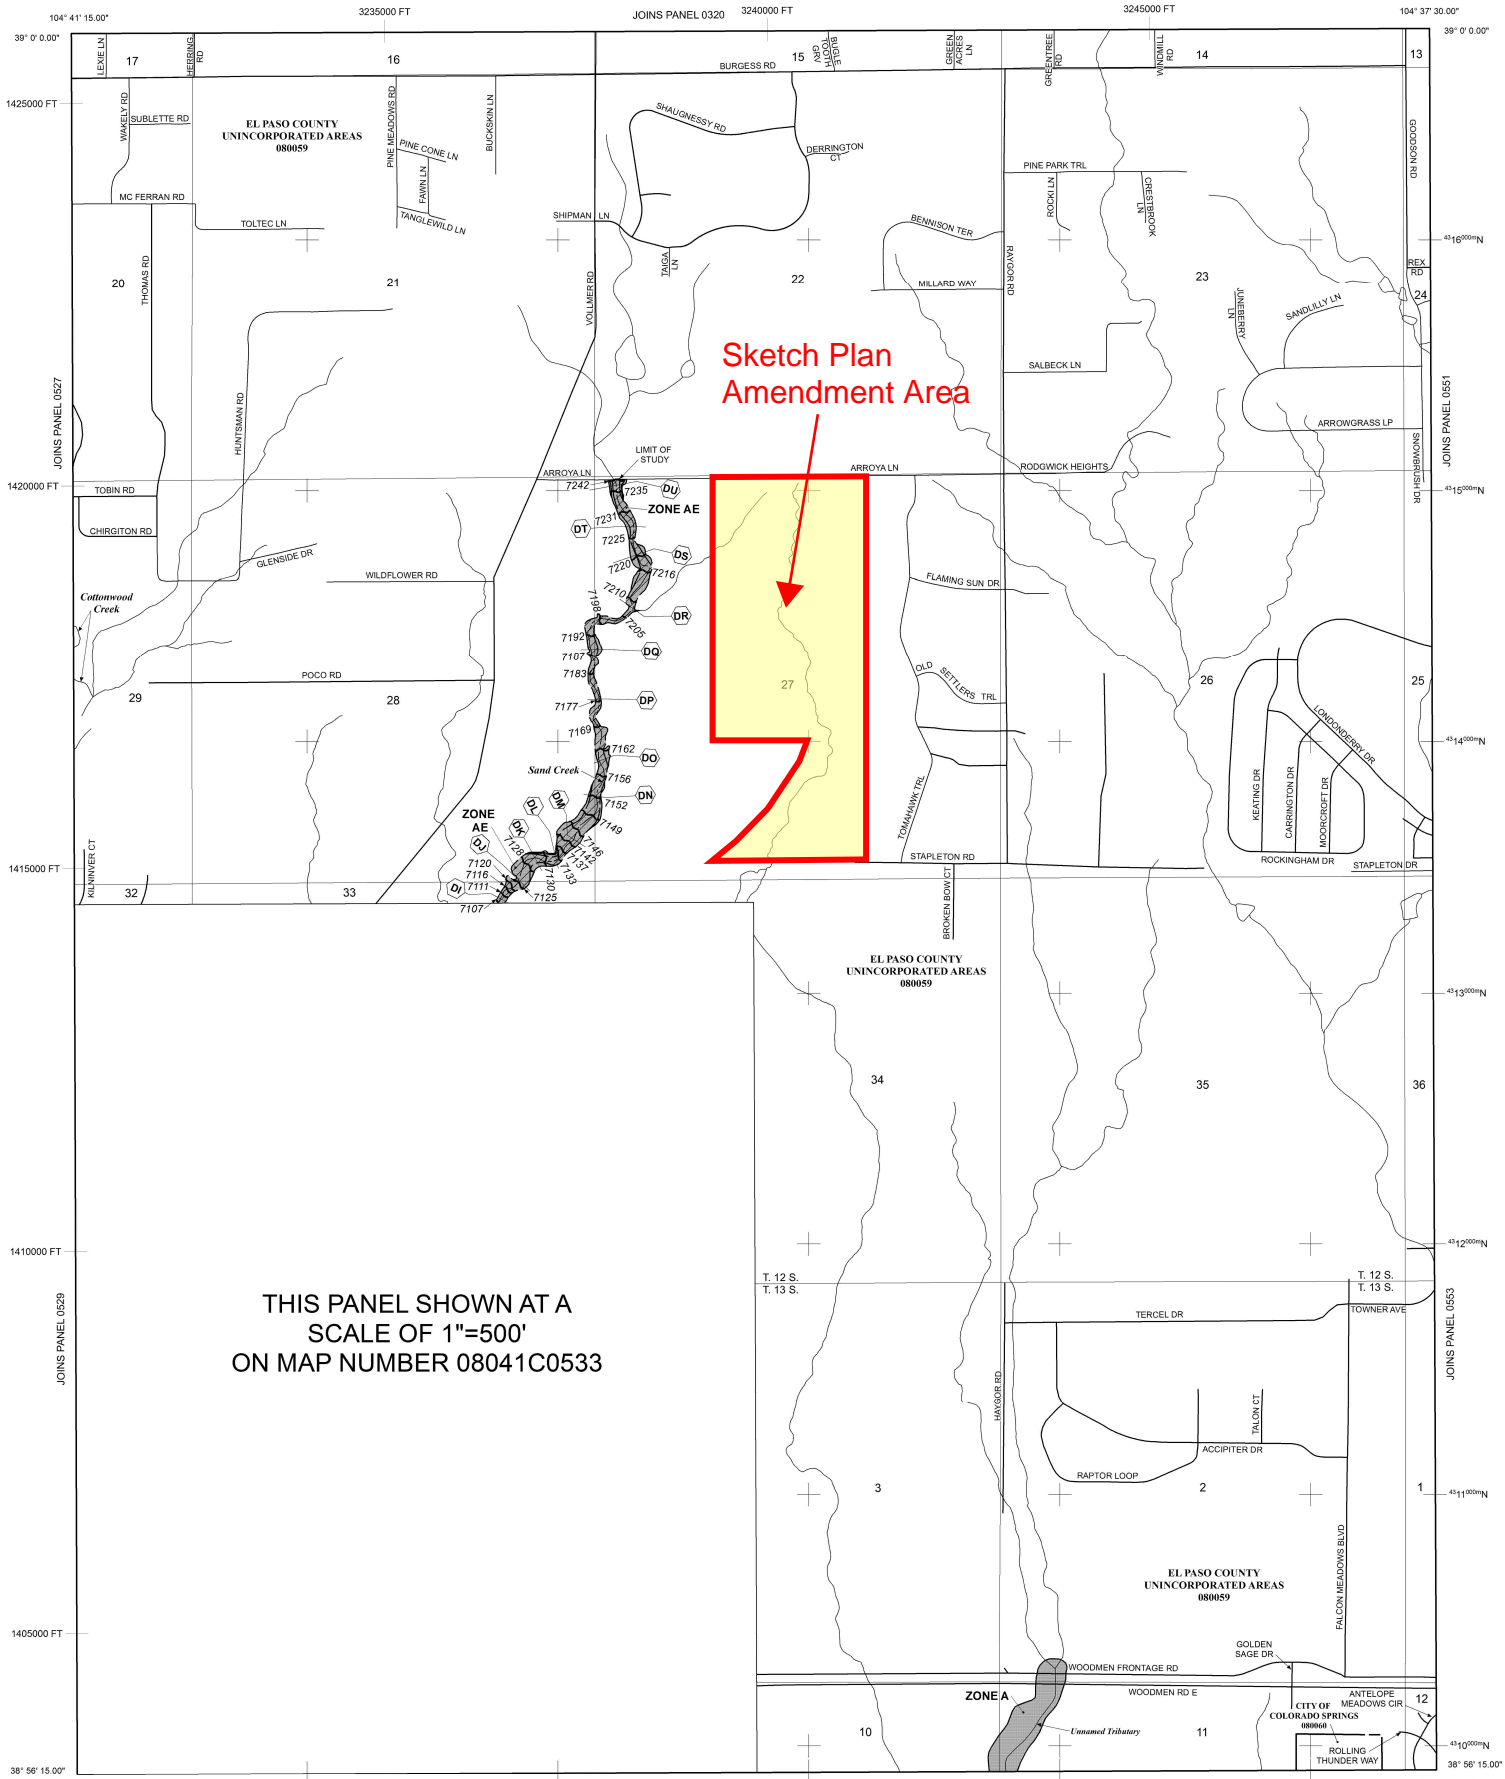 104° 41' 15.00"
3235000 FT
JOINS PANEL 0320
3240000 FT
3245000 FT
104° 37' 30.00"
39° 0' 0.00"
39° 0' 0.00"
LEXIE LN
17
HERRING
RD
16
15
BUGLE
TOOTH
GRV
GREEN
ACRES
LN
GREENTREE
RD
WINDMILL
RD
14
13
BURGESS RD
1425000 FT
WAKELY RD
SUBLETTE RD
EL PASO COUNTY
UNINCORPORATED AREAS
080059
PINE MEADOWS RD
PINE CONE LN
FAWN LN
TANGLEWILD LN
BUCKSKIN LN
SHAUGNESSY RD
DERRINGTON
CT
PINE PARK TRL
ROCKI LN
CRESTBROOK
LN
GOODSON RD
MC FERRAN RD
TOLTEC LN
SHIPMAN LN
TAIGA
LN
BENNISON TER
RAYGOR RD
4316000mN
REX
RD
20
THOMAS RD
21
VOLLMER RD
22
MILLARD WAY
23
24
JUNEBERRY
LN
SANDLILLY LN
Sketch Plan
Amendment Area
SALBECK LN
JOINS PANEL 0527
JOINS PANEL 0551
HUNTSMAN RD
ARROWGRASS LP
SNOWBRUSH DR
LIMIT OF
STUDY
ARROYA LN
ARROYA LN
RODGWICK HEIGHTS
1420000 FT
TOBIN RD
7242
7235
DU
4315000mN
ZONE AE
7231
DT
CHIRGITON RD
7225
DS
GLENSIDE DR
7220
7216
WILDFLOWER RD
FLAMING SUN DR
Cottonwood
Creek
7210
7198
DR
7205
7192
7107
DQ
7183
POCO RD
OLD SETTLERS TRL
29
28
27
26
25
7177
DP
LONDONDERRY DR
7169
7162
DO
4314000mN
Sand Creek
7156
KEATING DR
CARRINGTON DR
MOORCROFT DR
DN
7152
DM
DL
ZONE
AE
DK
7149
TOMAHAWK TRL
DJ
7128
7146
7142
7137
7133
7130
7120
7116
7111
DI
7125
7107
STAPLETON RD
ROCKINGHAM DR
STAPLETON DR
1415000 FT
KILNINVER CT
32
33
BROKEN BOW CT
EL PASO COUNTY
UNINCORPORATED AREAS
080059
4313000mN
34
35
36
1410000 FT
4312000mN
T. 12 S.
T. 13 S.
T. 12 S.
T. 13 S.
THIS PANEL SHOWN AT A
SCALE OF 1"=500'
ON MAP NUMBER 08041C0533
JOINS PANEL 0529
JOINS PANEL 0553
TERCEL DR
TOWNER AVE
HAYGOR RD
TALON CT
ACCIPITER DR
RAPTOR LOOP
3
2
1
4311000mN
FALCON MEADOWS BLVD
EL PASO COUNTY
UNINCORPORATED AREAS
080059
1405000 FT
GOLDEN
SAGE DR
WOODMEN FRONTAGE RD
WOODMEN RD E
ZONE A
Unnamed Tributary
ANTELOPE
MEADOWS CIR
12
CITY OF
COLORADO SPRINGS
080060
10
11
ROLLING
THUNDER WAY
4310000mN
38° 56' 15.00"
38° 56' 15.00"